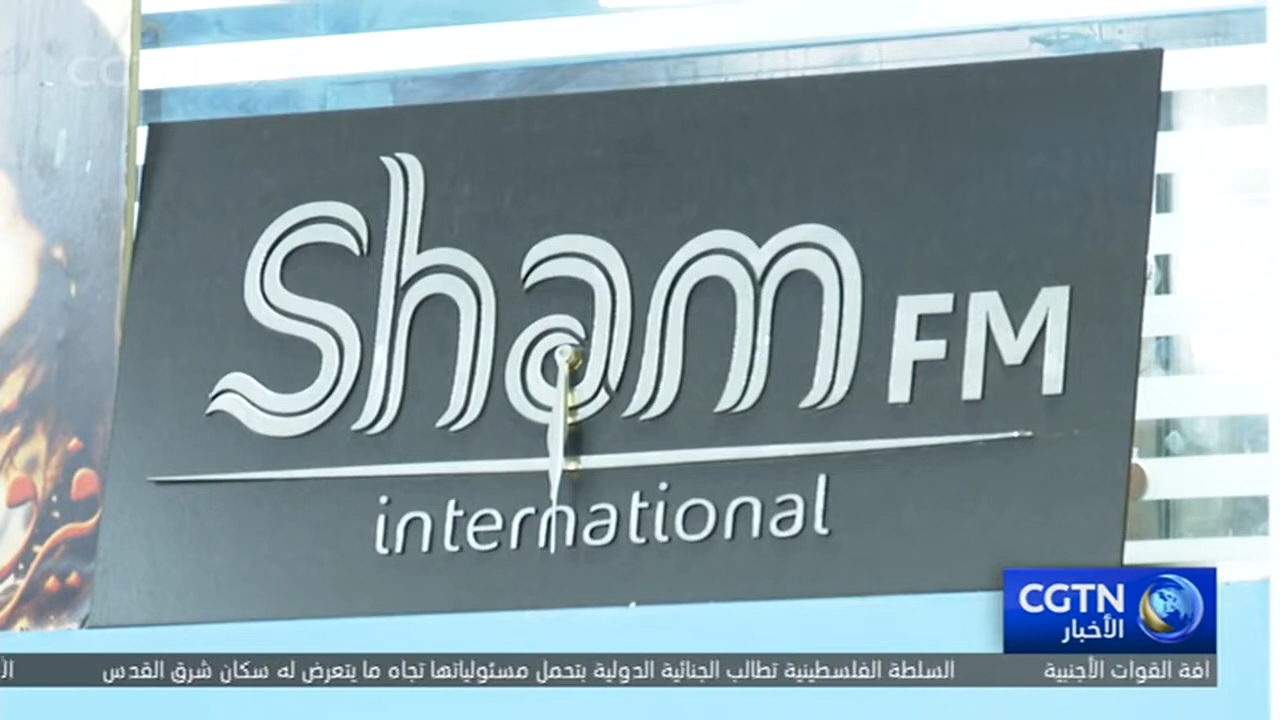 Sham FM
international
CGTN
الأخبار
افة القوات الأجنبية
السلطة الفلسطينية تطالب الجنائية الدولية بتحمل مسئولياتها تجاه ما يتعرض له سكان شرق القدس